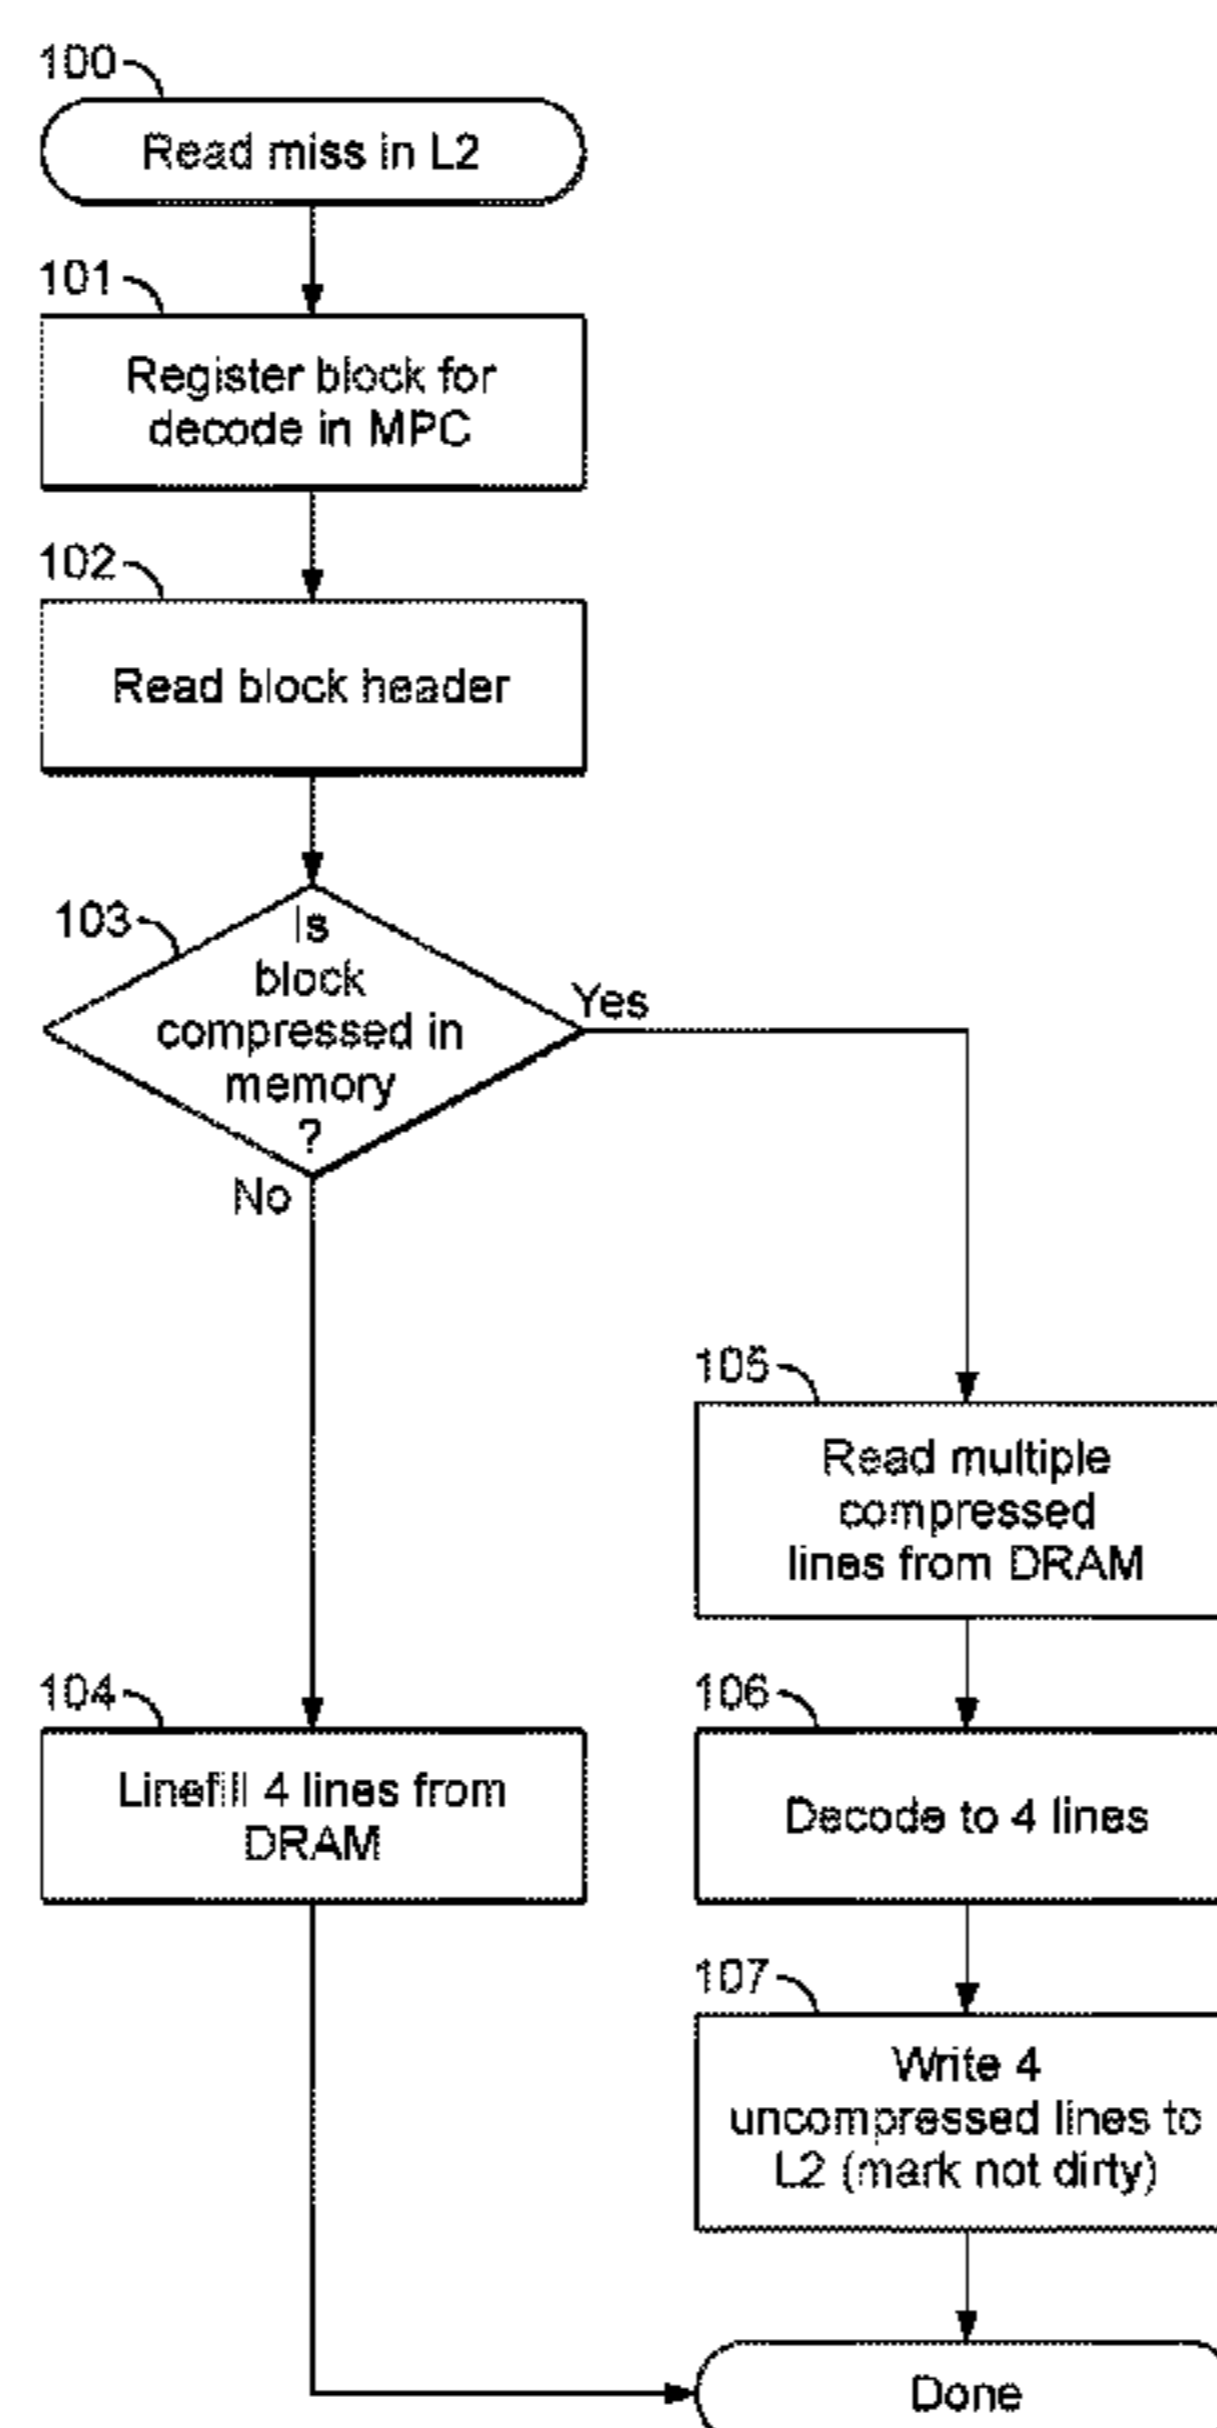 100
Read miss in L2
101
Register block for
decode in MPC
102
Read block header
103
Is
block
compressed in
memory
?
Yes
No
105
Read multiple
compressed
lines from DRAM
104
Linefill 4 lines from
DRAM
106
Decode to 4 lines
107
Write 4
uncompressed lines to
L2 (mark not dirty)
Done